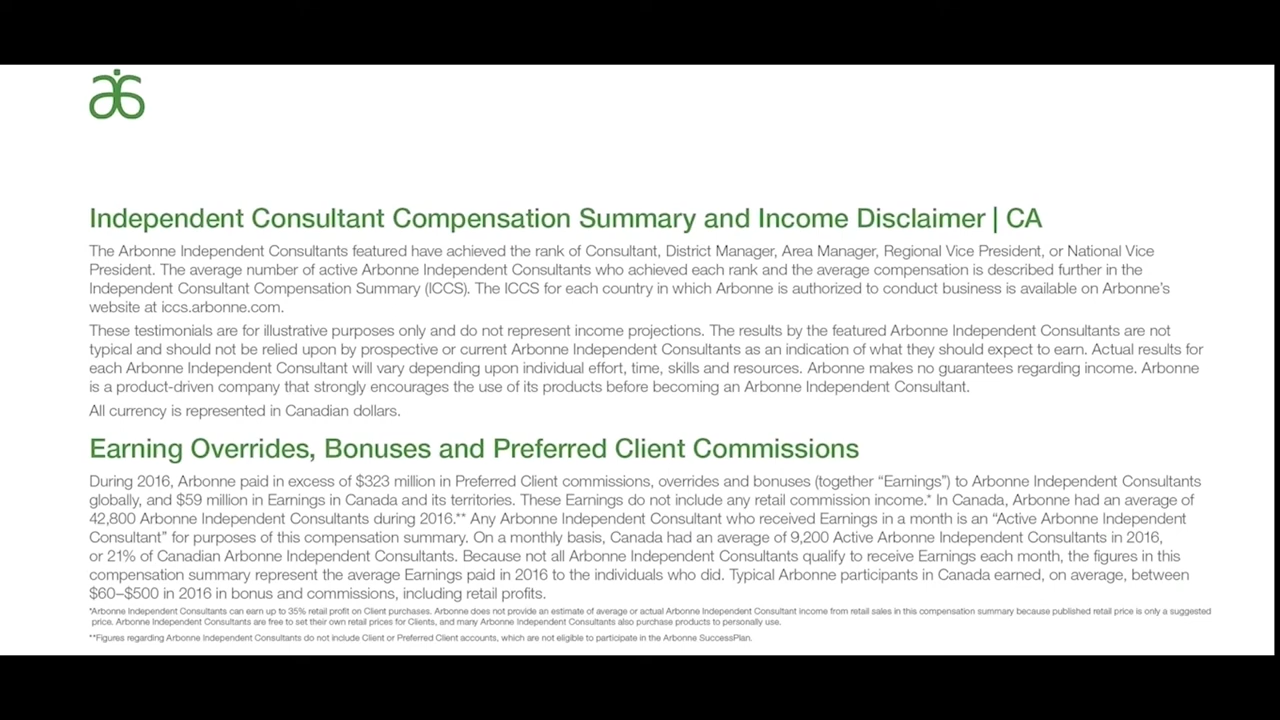 Independent Consultant Compensation Summary and Income Disclaimer | CA
The Arbonne Independent Consultants featured have achieved the rank of Consultant, District Manager, Area Manager, Regional Vice President, or National Vice
President. The average number of active Arbonne Independent Consultants who achieved each rank and the average compensation is described further in the
Independent Consultant Compensation Summary (ICCS). The ICCS for each country in which Arbonne is authorized to conduct business is available on Arbonne's
website at iccs.arbonne.com.
These testimonials are for illustrative purposes only and do not represent income projections. The results by the featured Arbonne Independent Consultants are not
typical and should not be relied upon by prospective or current Arbonne Independent Consultants as an indication of what they should expect to earn. Actual results for
each Arbonne Independent Consultant will vary depending upon individual effort, time, skills and resources. Arbonne makes no guarantees regarding income. Arbonne
is a product-driven company that strongly encourages the use of its products before becoming an Arbonne Independent Consultant.
All currency is represented in Canadian dollars.
Earning Overrides, Bonuses and Preferred Client Commissions
During 2016, Arbonne paid in excess of $323 million in Preferred Client commissions, overrides and bonuses (together “Earnings”) to Arbonne Independent Consultants
globally, and $59 million in Earnings in Canada and its territories. These Earnings do not include any retail commission income.* In Canada, Arbonne had an average of
42,800 Arbonne Independent Consultants during 2016.** Any Arbonne Independent Consultant who received Earnings in a month is an “Active Arbonne Independent
Consultant” for purposes of this compensation summary. On a monthly basis, Canada had an average of 9,200 Active Arbonne Independent Consultants in 2016,
or 21% of Canadian Arbonne Independent Consultants. Because not all Arbonne Independent Consultants qualify to receive Earnings each month, the figures in this
compensation summary represent the average Earnings paid in 2016 to the individuals who did. Typical Arbonne participants in Canada earned, on average, between
$60–$500 in 2016 in bonus and commissions, including retail profits.
*Arbonne Independent Consultants can earn up to 35% retail profit on Client purchases. Arbonne does not provide an estimate of average or actual Arbonne Independent Consultant income from retail sales in this compensation summary because published retail price is only a suggested
price. Arbonne Independent Consultants are free to set their own retail prices for Clients, and many Arbonne Independent Consultants also purchase products to personally use.
**Figures regarding Arbonne Independent Consultants do not include Client or Preferred Client accounts, which are not eligible to participate in the Arbonne SuccessPlan.